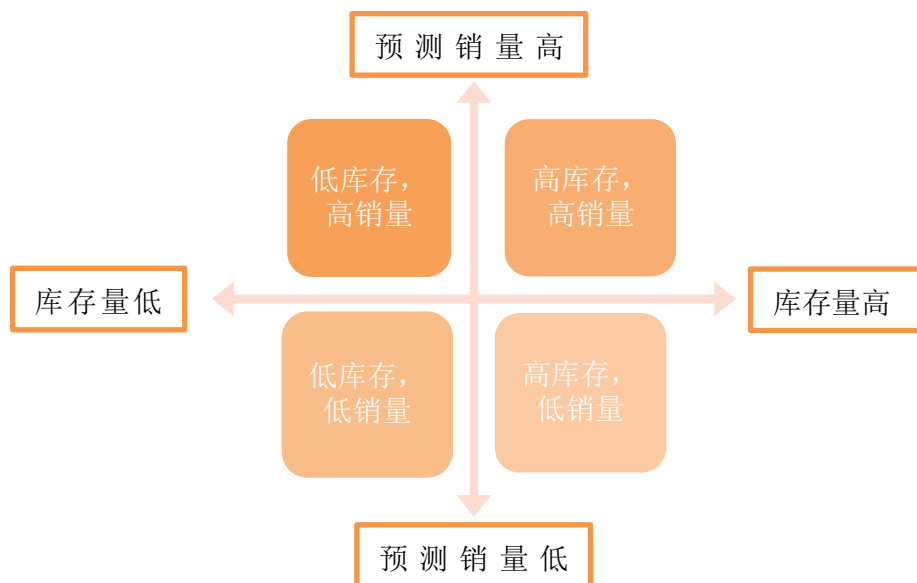 预测销量高
低库存，
高销量
高库存，
高销量
库存量低
库存量高
低库存，
低销量
高库存，
低销量
预测销量低